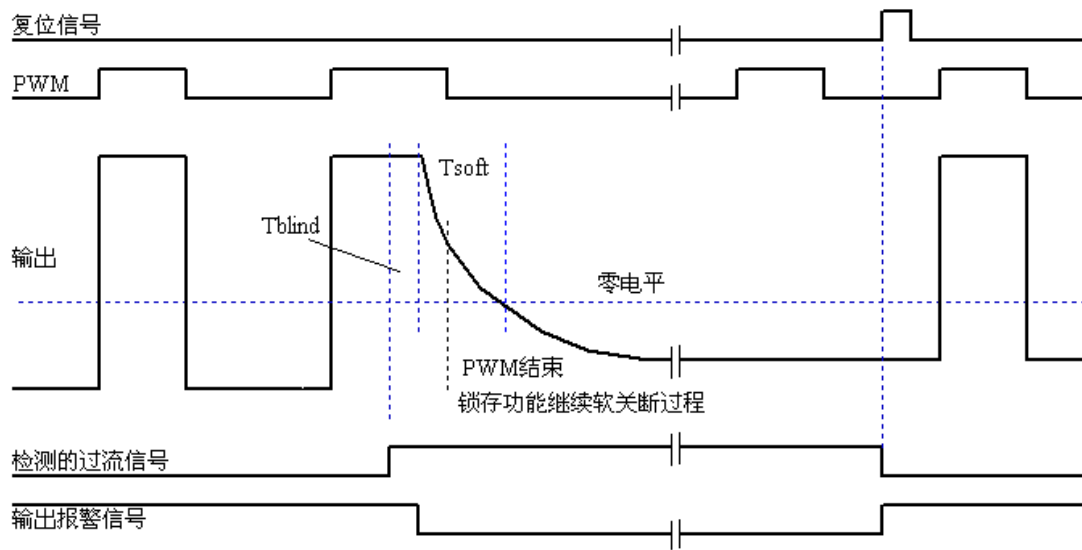 复位信号
PWM
Tsoft
Tblind
输出
零电平
PWM结束
锁存功能继续软关断过程
检测的过流信号
输出报警信号